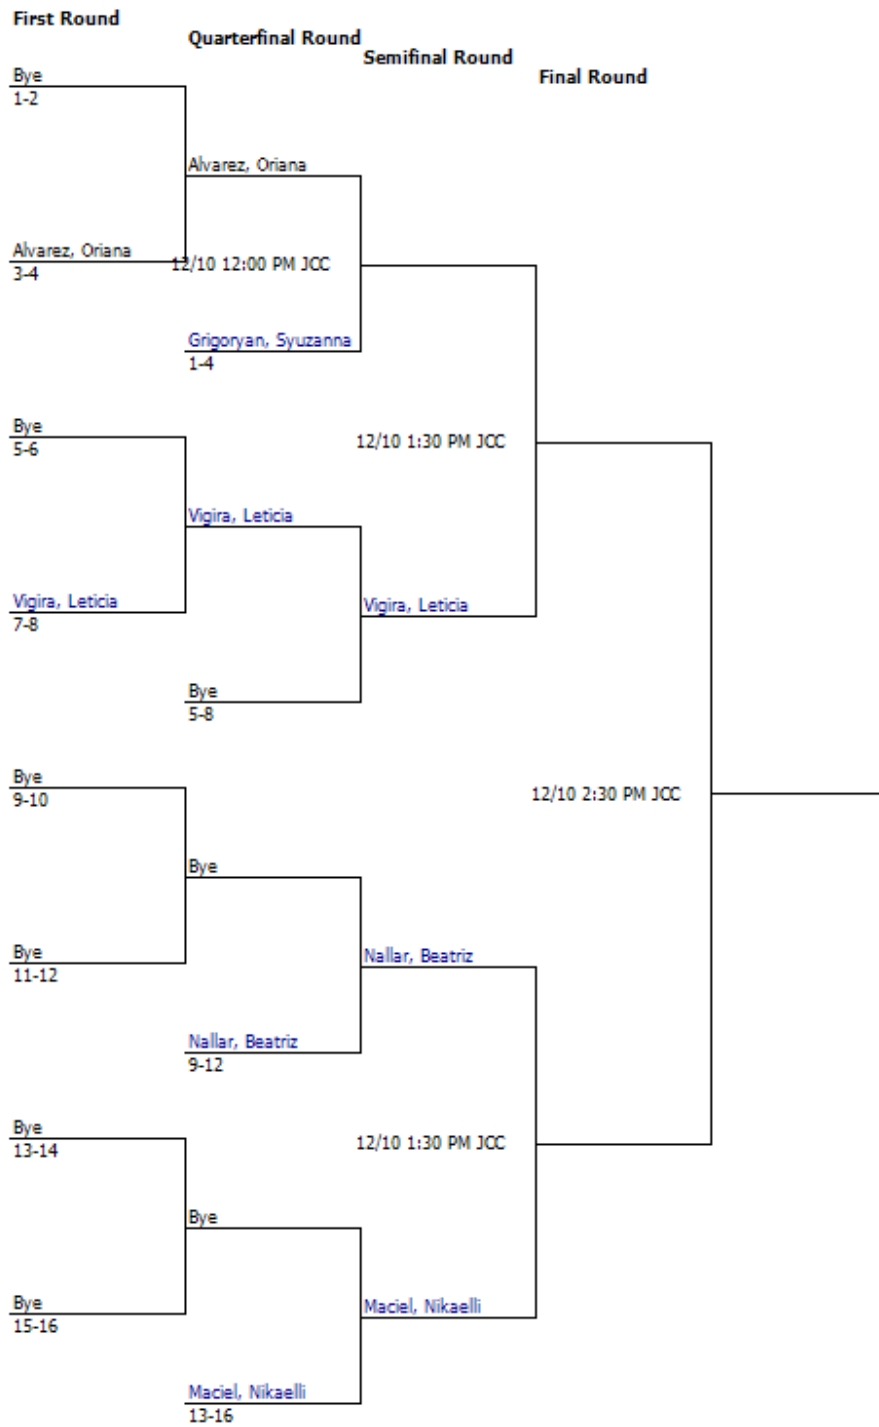 First Round
Quarterfinal Round
Semifinal Round
Final Round
Bye
1-2
Alvarez, Oriana
Alvarez, Oriana
3-4
12/10 12:00 PM JCC
Grigoryan, Syuzanna
1-4
Bye
5-6
12/10 1:30 PM JCC
Vigira, Leticia
Vigira, Leticia
7-8
Vigira, Leticia
Bye
5-8
Bye
9-10
12/10 2:30 PM JCC
Bye
Bye
11-12
Nallar, Beatriz
Nallar, Beatriz
9-12
Bye
13-14
12/10 1:30 PM JCC
Bye
Bye
15-16
Maciel, Nikaelli
Maciel, Nikaelli
13-16